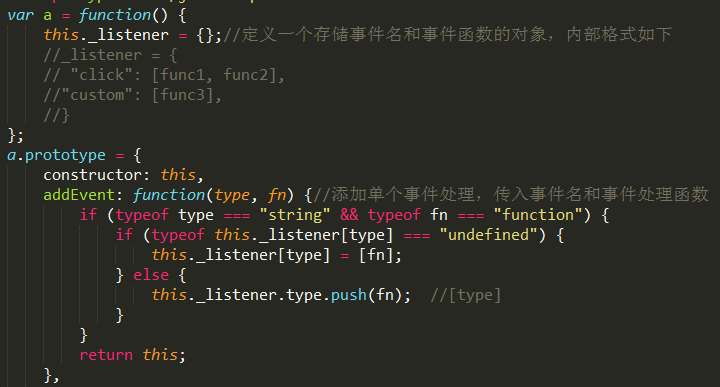 var a = function() {
    this._listener = {};//定义一个存储事件名和事件函数的对象，内部格式如下
    //_listener = {
    // "click": [func1, func2],
    //"custom": [func3],
    //}
};
a.prototype = {
    constructor: this,
    addEvent: function(type, fn) {//添加单个事件处理，传入事件名和事件处理函数
        if (typeof type === "string" && typeof fn === "function") {
            if (typeof this._listener[type] === "undefined") {
                this._listener[type] = [fn];
            } else {
                this._listener.type.push(fn);  //[type]
            }
        }
        return this;
    },